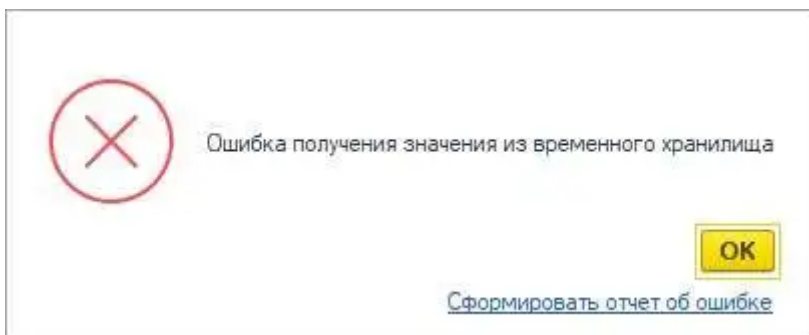 Ошибка получения значения из временного хранилища
OK
Сформировать отчет об ошибке